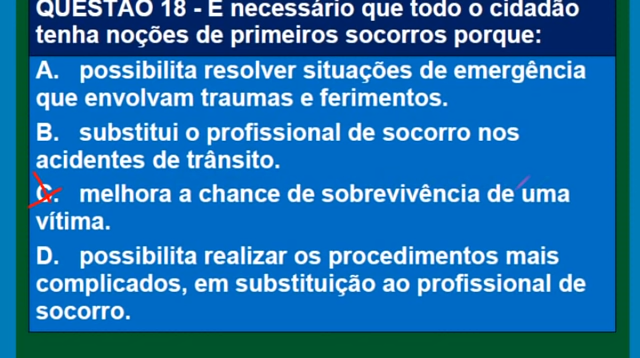 QUESTÃO 18 - É necessário que todo o cidadão
tenha noções de primeiros socorros porque:
A. possibilita resolver situações de emergência
que envolvam traumas e ferimentos.
B. substitui o profissional de socorro nos
acidentes de trânsito.
C. melhora a chance de sobrevivência de uma
vítima.
D. possibilita realizar os procedimentos mais
complicados, em substituição ao profissional de
socorro.